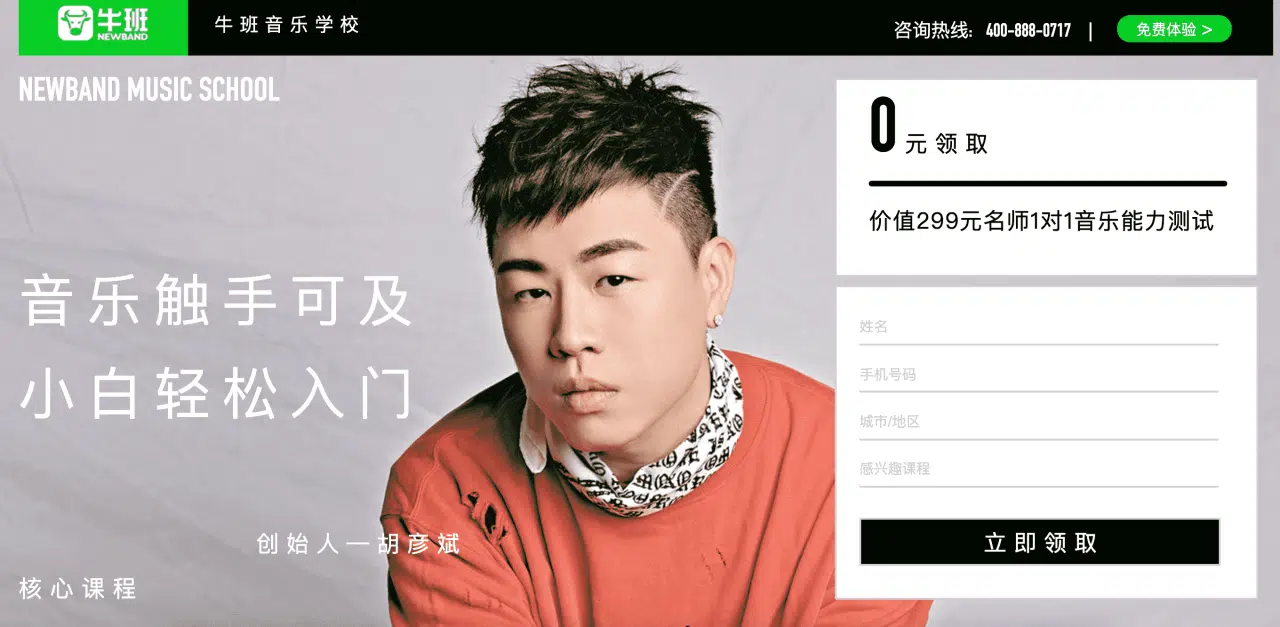 牛班
NEWBAND
牛班音乐学校
咨询热线: 400-888-0717 |
免费体验 >
NEWBAND MUSIC SCHOOL
0元领取
价值299元名师1对1音乐能力测试
音乐触手可及
小白轻松入门
姓名
手机号码
城市/地区
感兴趣课程
立即领取
创始人一胡彦斌
核心课程